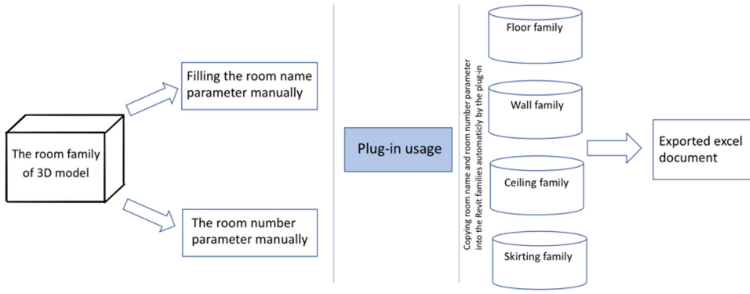 The room family
of 3D model
Filling the room name
parameter manually
The room number
parameter manually
Plug-in usage
Copying room name and room number parameter
into the Revit families automaticly by the plug-in
Floor family
Wall family
Ceiling family
Skirting family
Exported excel
document